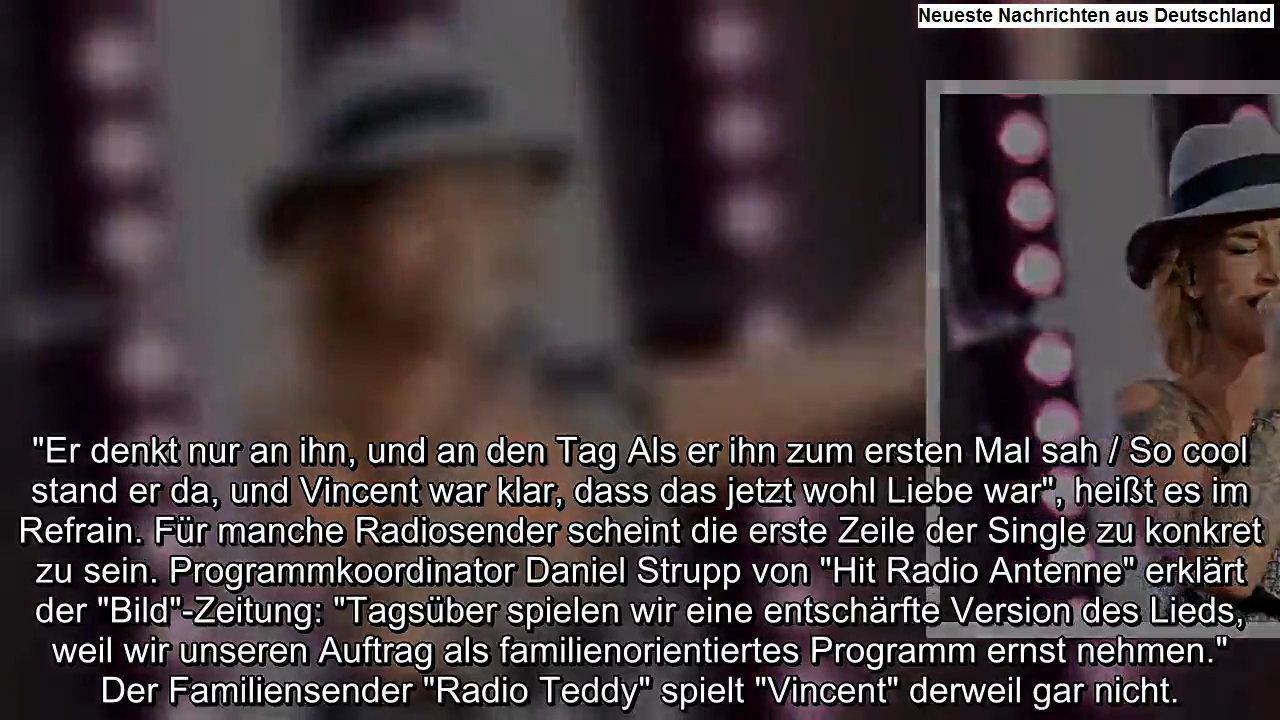 Neueste Nachrichten aus Deutschland
"Er denkt nur an ihn, und an den Tag Als er ihn zum ersten Mal sah / So cool
stand er da, und Vincent war klar, dass das jetzt wohl Liebe war", heißt es im
Refrain. Für manche Radiosender scheint die erste Zeile der Single zu konkret
zu sein. Programmkoordinator Daniel Strupp von "Hit Radio Antenne" erklärt
der "Bild"-Zeitung: "Tagsüber spielen wir eine entschärfte Version des Lieds,
weil wir unseren Auftrag als familienorientiertes Programm ernst nehmen."
Der Familiensender "Radio Teddy" spielt "Vincent" derweil gar nicht.